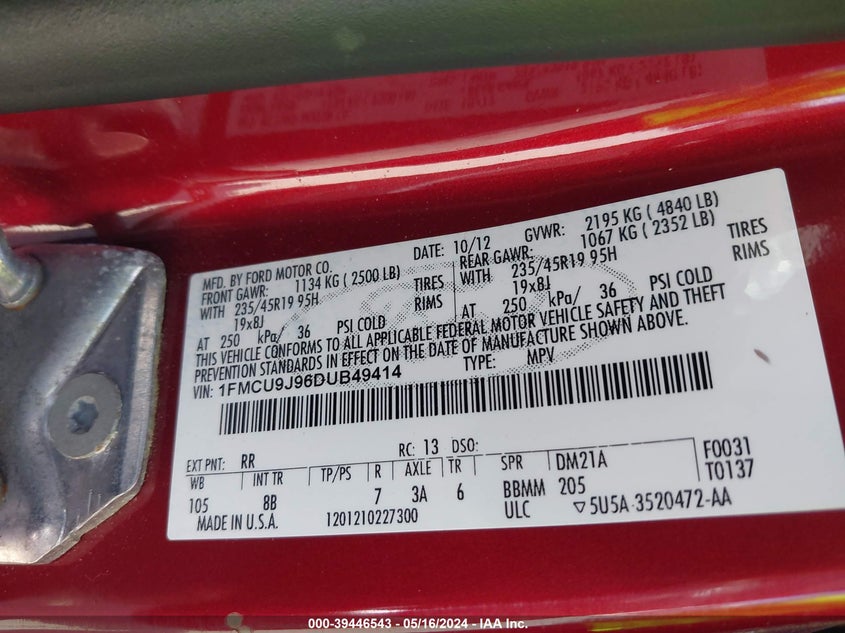 MFD. BY FORD MOTOR CO.
DATE: 10/12
GVWR: 2195 KG ( 4840 LB)
FRONT GAWR: 1134 KG ( 2500 LB)
REAR GAWR: 1067 KG ( 2352 LB)
WITH 235/45R19 95H TIRES
WITH 235/45R19 95H TIRES
19x8J RIMS
19x8J RIMS
AT 250 kPa/ 36 PSI COLD
AT 250 kPa/ 36 PSI COLD
THIS VEHICLE CONFORMS TO ALL APPLICABLE FEDERAL MOTOR VEHICLE SAFETY AND THEFT
PREVENTION STANDARDS IN EFFECT ON THE DATE OF MANUFACTURE SHOWN ABOVE.
VIN: 1FMCU9J96DUB49414
TYPE: MPV
EXT PNT: RR RC: 13 DSO: F0031
WB INT TR TP/PS R AXLE TR SPR DM21A T0137
105 8B 7 3A 6 BBMM 205
MADE IN U.S.A. 1201210227300 ULC ▽5U5A-3520472-AA
000-39446543 - 05/16/2024 - IAA Inc.